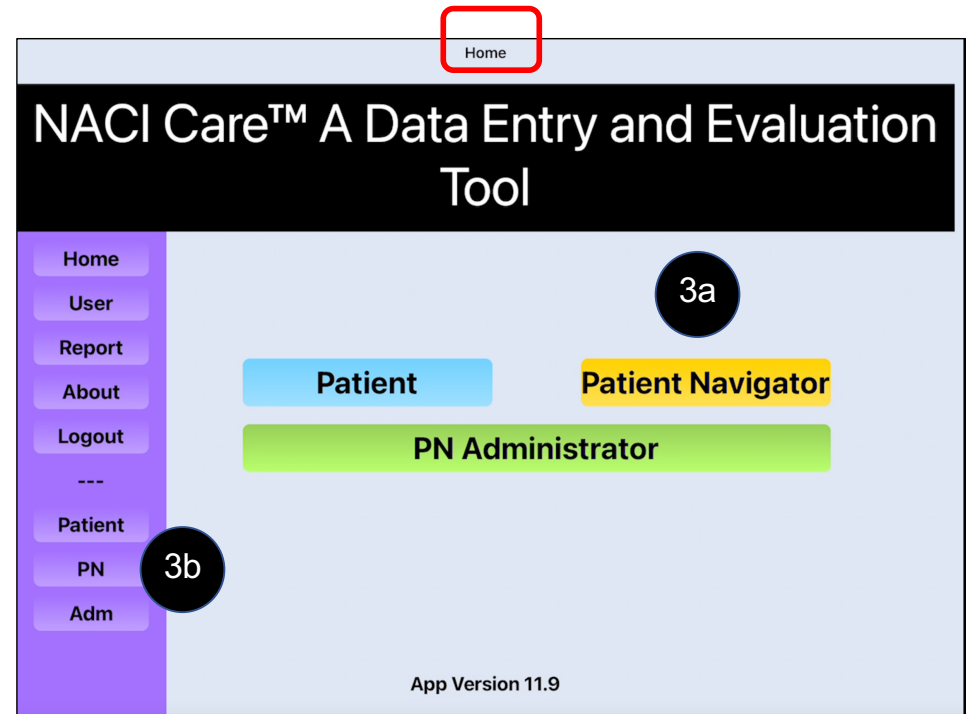 Home
NACI Care™ A Data Entry and Evaluation
Tool
Home
User
Report
About
Logout
---
Patient
PN
Adm
3a
Patient
Patient Navigator
PN Administrator
3b
App Version 11.9